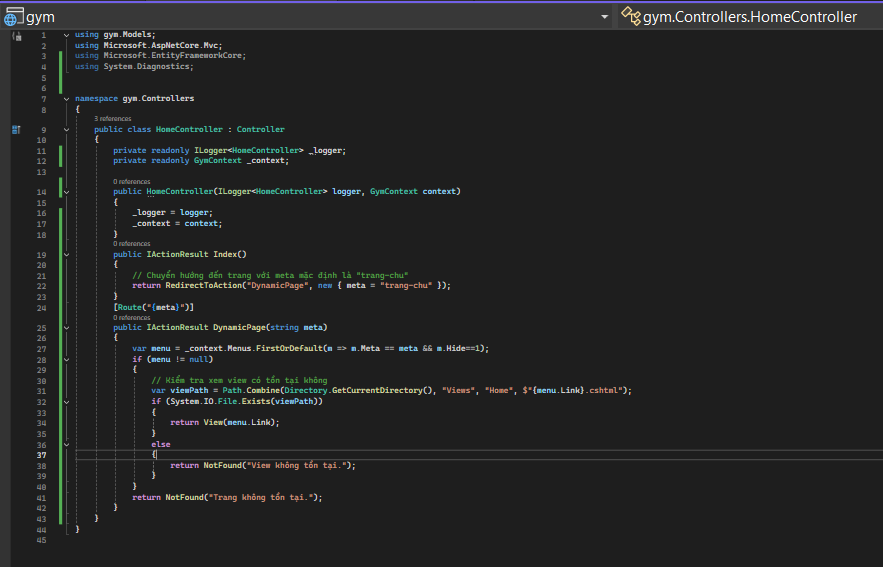 gym
gym.Controllers.HomeController
1 using gym.Models;
2 using Microsoft.AspNetCore.Mvc;
3 using Microsoft.EntityFrameworkCore;
4 using System.Diagnostics;
5
6
7 namespace gym.Controllers
8 {
3 references
9 public class HomeController : Controller
10 {
11 private readonly ILogger<HomeController> _logger;
12 private readonly GymContext _context;
13
0 references
14 public HomeController(ILogger<HomeController> logger, GymContext context)
15 {
16 _logger = logger;
17 _context = context;
18 }
0 references
19 public IActionResult Index()
20 {
21 // Chuyển hướng đến trang với meta mặc định là "trang-chu"
22 return RedirectToAction("DynamicPage", new { meta = "trang-chu" });
23 }
24 [Route("{meta}")]
0 references
25 public IActionResult DynamicPage(string meta)
26 {
27 var menu = _context.Menus.FirstOrDefault(m => m.Meta == meta && m.Hide==1);
28 if (menu != null)
29 {
30 // Kiểm tra xem view có tồn tại không
31 var viewPath = Path.Combine(Directory.GetCurrentDirectory(), "Views", "Home", $"{menu.Link}.cshtml");
32 if (System.IO.File.Exists(viewPath))
33 {
34 return View(menu.Link);
35 }
36 else
37 {
38 return NotFound("View không tồn tại.");
39 }
40 }
41 return NotFound("Trang không tồn tại.");
42 }
43 }
44 }
45